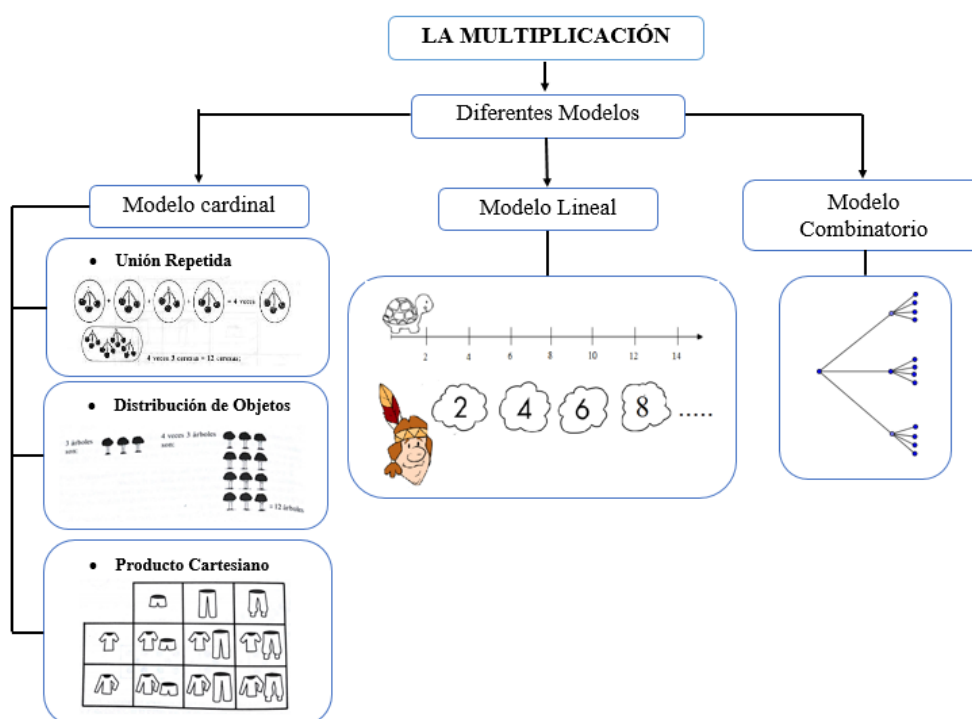 LA MULTIPLICACIÓN
Diferentes Modelos
Modelo cardinal
Modelo Lineal
Modelo
Combinatorio
• Unión Repetida
+ + + = 4 veces
4 veces 3 cerezas = 12 cerezas;
• Distribución de Objetos
3 árboles
son:
4 veces 3 árboles
son:
= 12 árboles
• Producto Cartesiano
2 4 6 8 10 12 14
2 4 6 8 .....